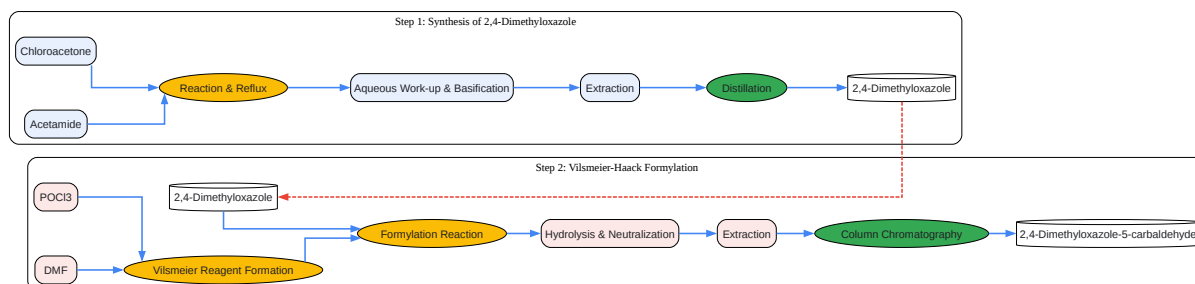 Step 1: Synthesis of 2,4-Dimethyloxazole
Chloroacetone
Acetamide
Reaction & Reflux
Aqueous Work-up & Basification
Extraction
Distillation
2,4-Dimethyloxazole
Step 2: Vilsmeier-Haack Formylation
POCl3
DMF
2,4-Dimethyloxazole
Vilsmeier Reagent Formation
Formylation Reaction
Hydrolysis & Neutralization
Extraction
Column Chromatography
2,4-Dimethyloxazole-5-carbaldehyde